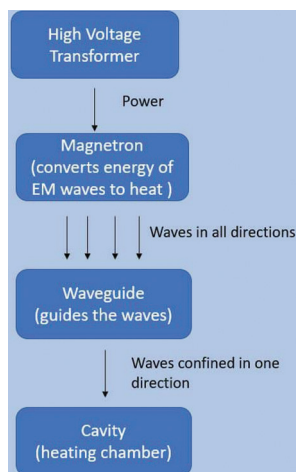 High Voltage
Transformer
Power
Magnetron
(converts energy of
EM waves to heat )
Waves in all directions
Waveguide
(guides the waves)
Waves confined in one
direction
Cavity
(heating chamber)